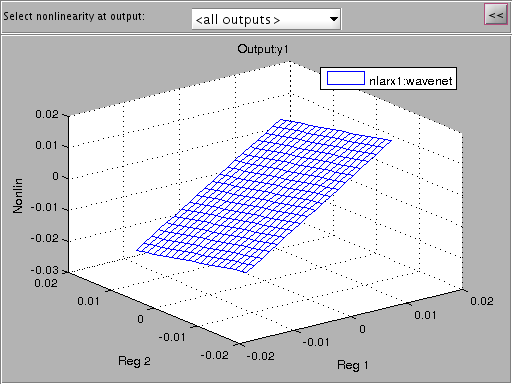 Select nonlinearity at output:
<all outputs>
<<
Output:y1
nlarx1:wavenet
0.02
0.01
0
-0.01
-0.02
-0.03
Nonlin
0.02
0.01
0
-0.01
-0.02
Reg 2
-0.02
-0.01
0
0.01
0.02
Reg 1